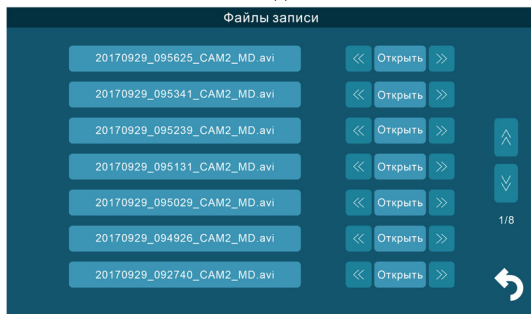 Файлы записи
20170929_095625_CAM2_MD.avi << Открыть >>
20170929_095341_CAM2_MD.avi << Открыть >>
20170929_095239_CAM2_MD.avi << Открыть >>
20170929_095131_CAM2_MD.avi << Открыть >>
20170929_095029_CAM2_MD.avi << Открыть >>
1/8
20170929_094926_CAM2_MD.avi << Открыть >>
20170929_092740_CAM2_MD.avi << Открыть >>